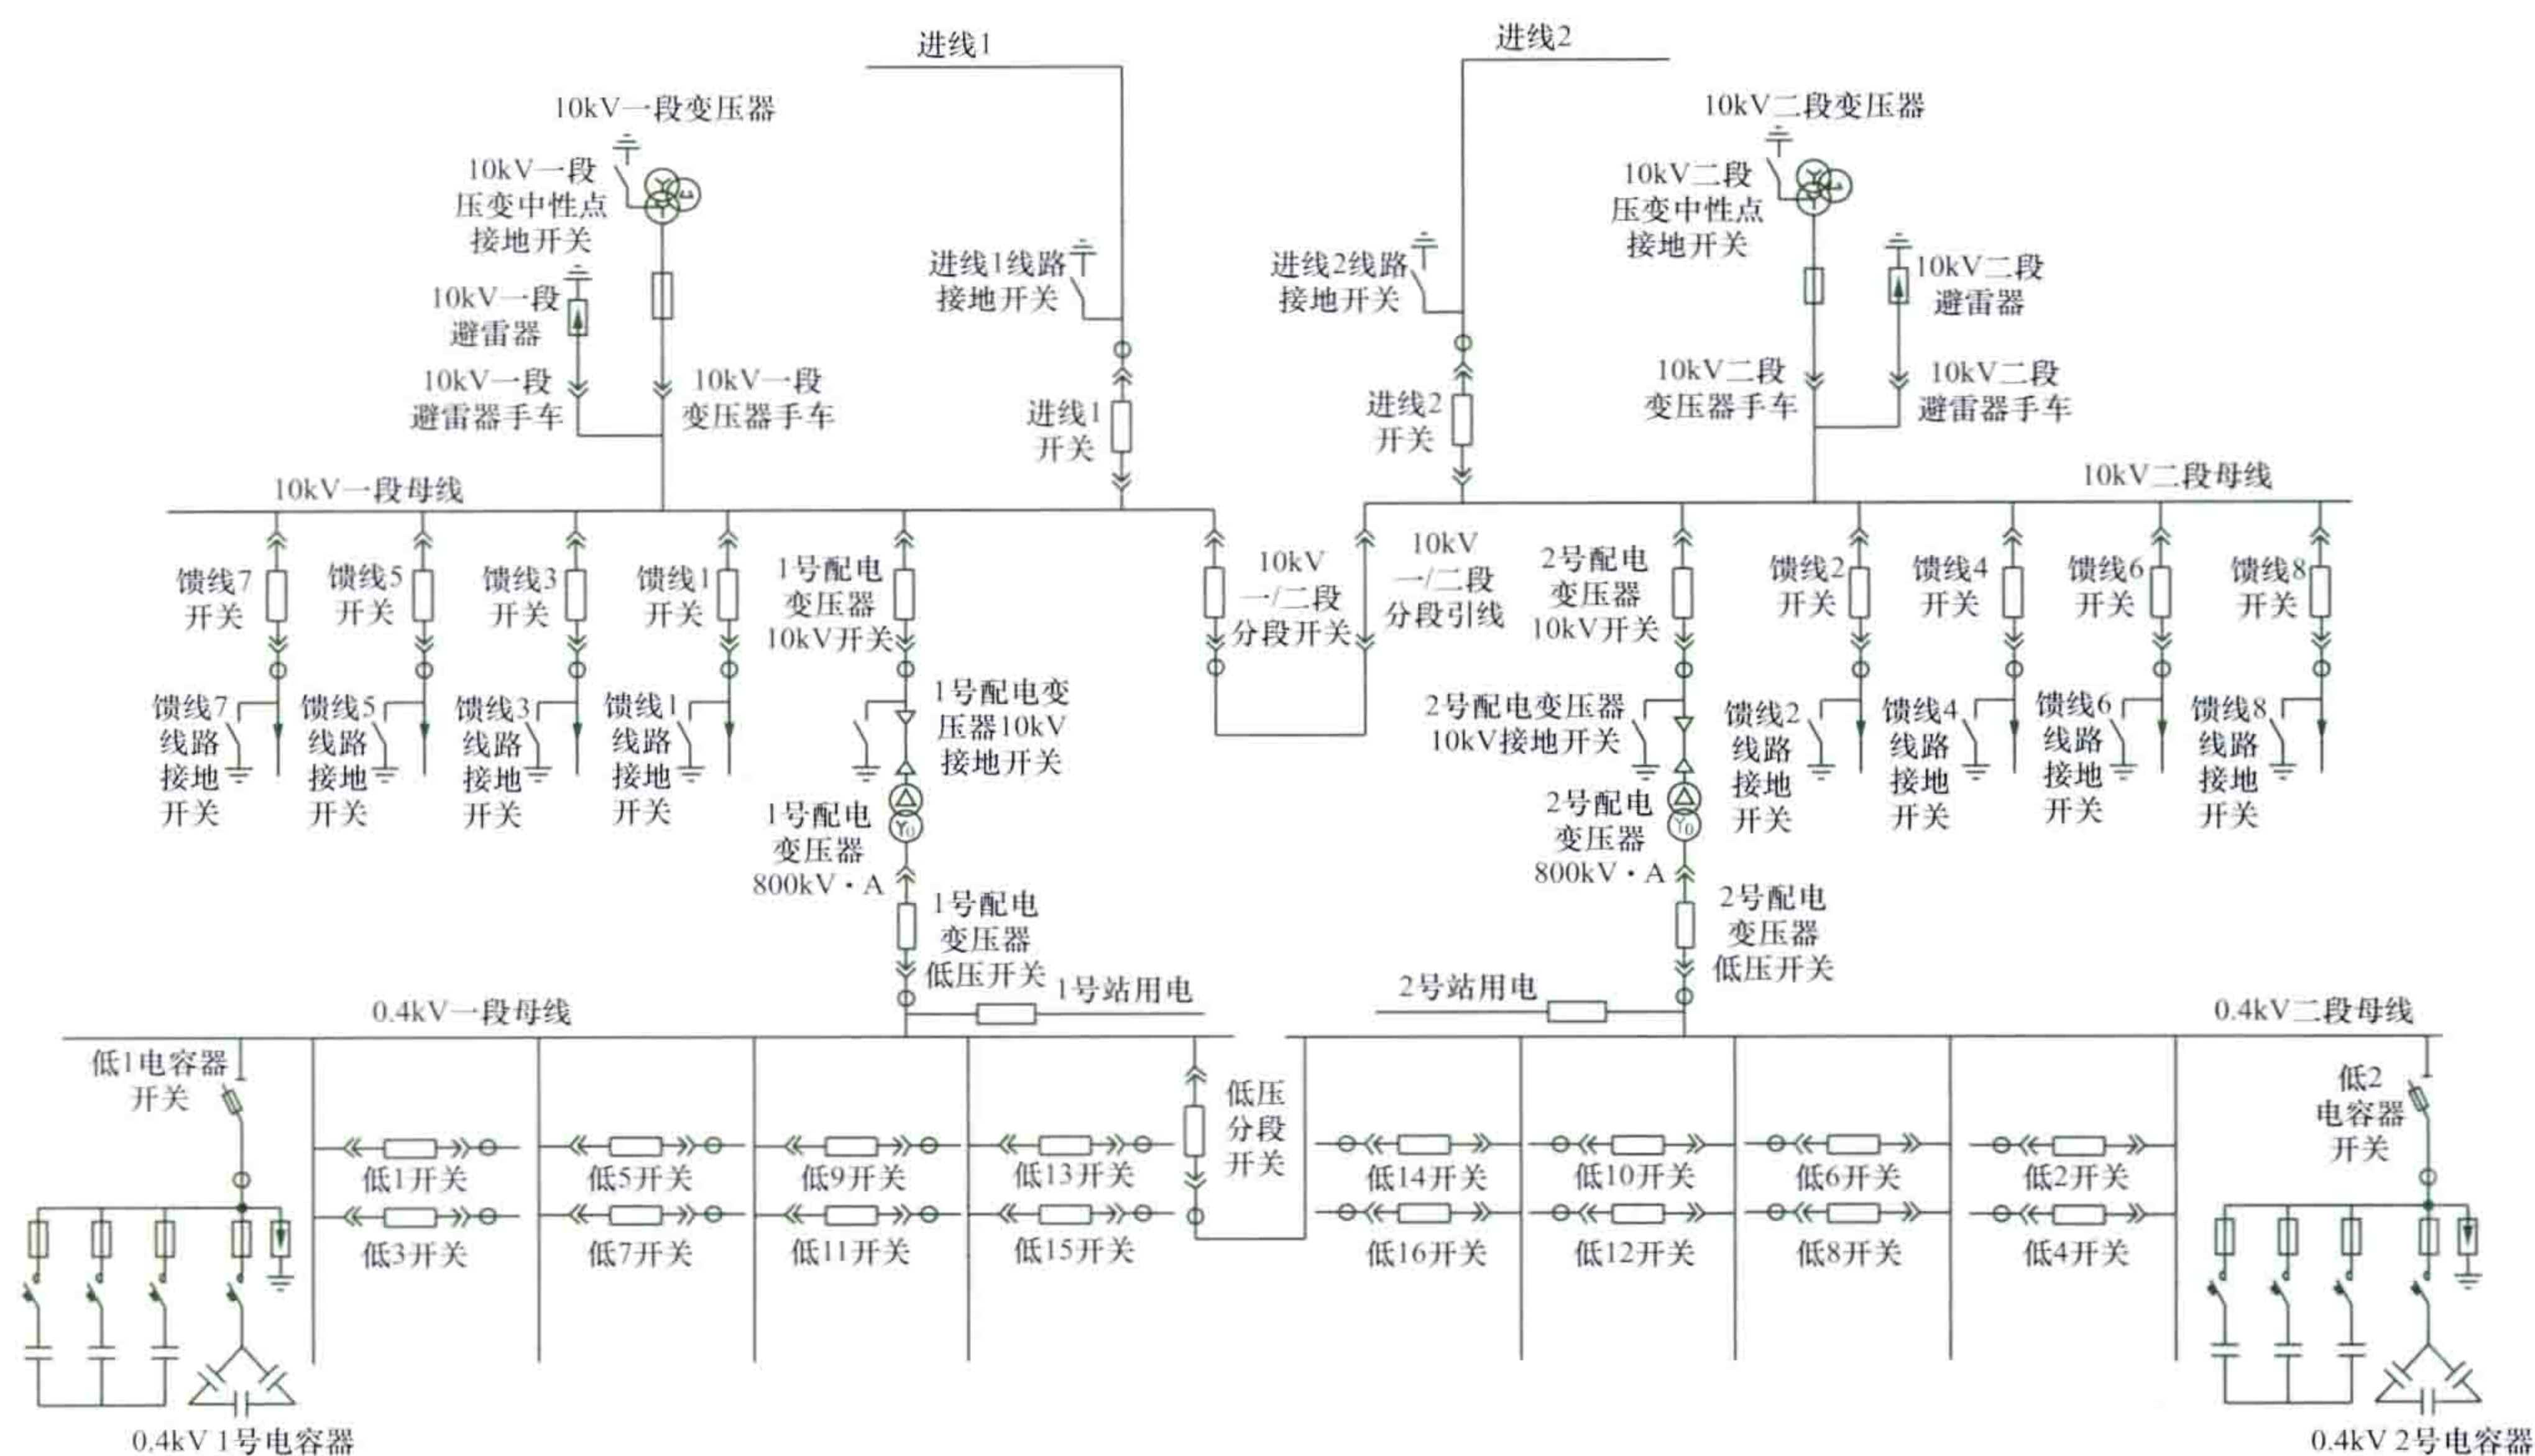 进线1
进线2
10kV一段变压器
10kV二段变压器
10kV一段
压变中性点
接地开关
10kV二段
压变中性点
接地开关
进线1线路
接地开关
进线2线路
接地开关
10kV一段
避雷器
10kV二段
避雷器
10kV一段
避雷器手车
10kV一段
变压器手车
进线1
开关
进线2
开关
10kV二段
变压器手车
10kV二段
避雷器手车
10kV一段母线
10kV二段母线
馈线7
开关
馈线5
开关
馈线3
开关
馈线1
开关
1号配电
变压器
10kV开关
10kV
一/二段
分段开关
10kV
一/二段
分段引线
2号配电
变压器
10kV开关
馈线2
开关
馈线4
开关
馈线6
开关
馈线8
开关
馈线7
线路
接地
开关
馈线5
线路
接地
开关
馈线3
线路
接地
开关
馈线1
线路
接地
开关
1号配电变
压器10kV
接地开关
2号配电变压器
10kV接地开关
馈线2
线路
接地
开关
馈线4
线路
接地
开关
馈线6
线路
接地
开关
馈线8
线路
接地
开关
Y
Y
Y
Y
Y0
Y0
1号配电
变压器
800kV·A
2号配电
变压器
800kV·A
1号配电
变压器
低压开关
2号配电
变压器
低压开关
1号站用电
2号站用电
0.4kV一段母线
0.4kV二段母线
低1电容器
开关
低压
分段
开关
低2
电容器
开关
低1开关
低5开关
低9开关
低13开关
低14开关
低10开关
低6开关
低2开关
低3开关
低7开关
低11开关
低15开关
低16开关
低12开关
低8开关
低4开关
0.4kV 1号电容器
0.4kV 2号电容器